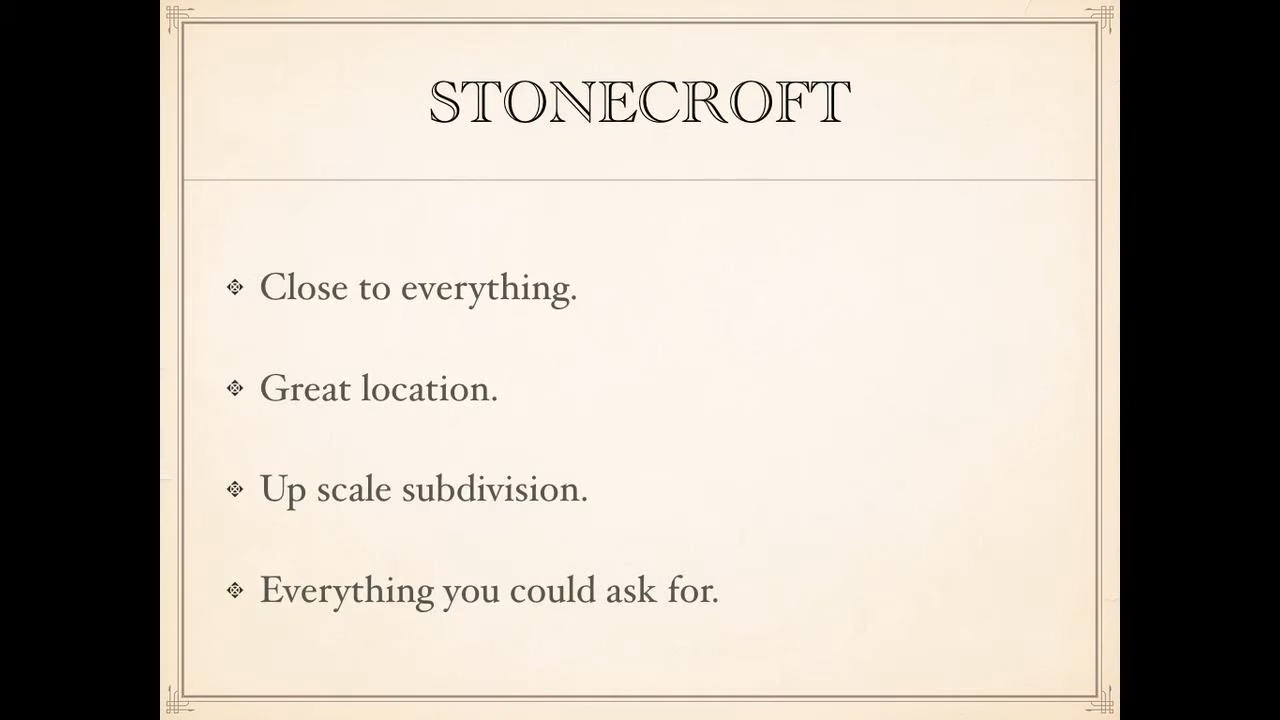 STONECROFT
Close to everything.
Great location.
Up scale subdivision.
Everything you could ask for.